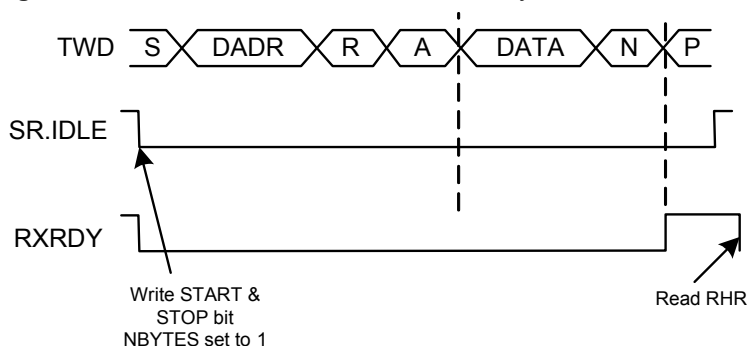 TWD S DADR R A DATA N P
SR.IDLE
RXRDY
Write START &
STOP bit
NBYTES set to 1
Read RHR